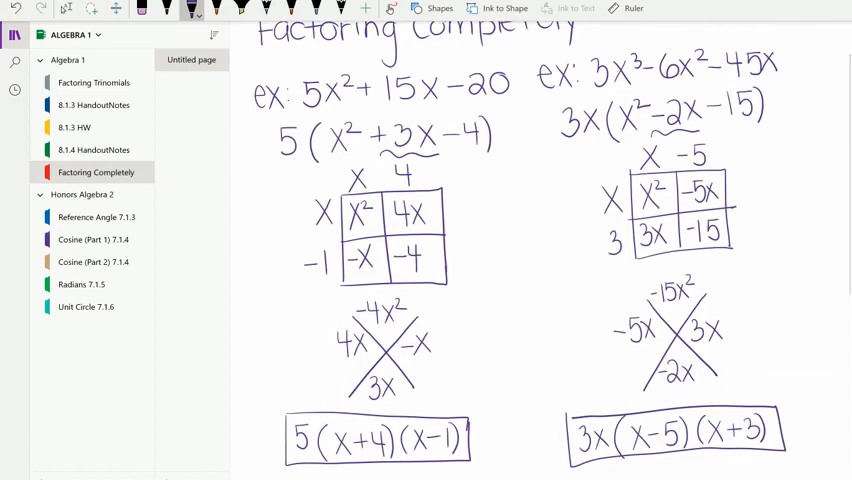 Shapes Ink to Shape Ink to Text Ruler
ALGEBRA 1
Untitled page
Algebra 1
Factoring Trinomials
8.1.3 HandoutNotes
8.1.3 HW
8.1.4 HandoutNotes
Factoring Completely
Honors Algebra 2
Reference Angle 7.1.3
Cosine (Part 1) 7.1.4
Cosine (Part 2) 7.1.4
Radians 7.1.5
Unit Circle 7.1.6
Factoring Completely
ex: 5x² + 15x - 20
5(x² + 3x - 4)
x 4
x x² 4x
-1 -x -4
-4x²
4x -x
3x
5(x+4)(x-1)
ex: 3x³ - 6x² - 45x
3x(x² - 2x - 15)
x -5
x x² -5x
3 3x -15
-15x²
-5x 3x
-2x
3x(x-5)(x+3)